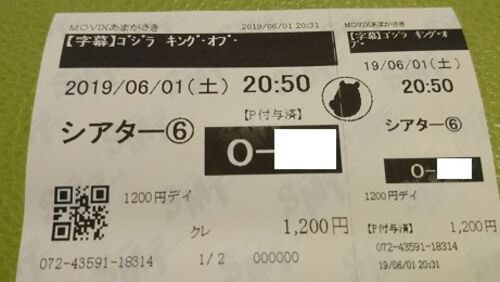 MOVIXあまがさき 2019/06/01 20:31
【字幕】ゴジラ キング・オブ・
2019/06/01(土) 20:50
【P付与済】
シアター⑥
O-
1200円デイ
クレ 1,200円
072-43591-18314 1/2 000000
MOVIXあまがさき
【字幕】ゴジラ キング・オ
ブ・
19/06/01(土)
20:50
シアター⑥
O-
1200円デイ
【P付与済】 1,200円
072-43591-18314
19/06/01 20:31